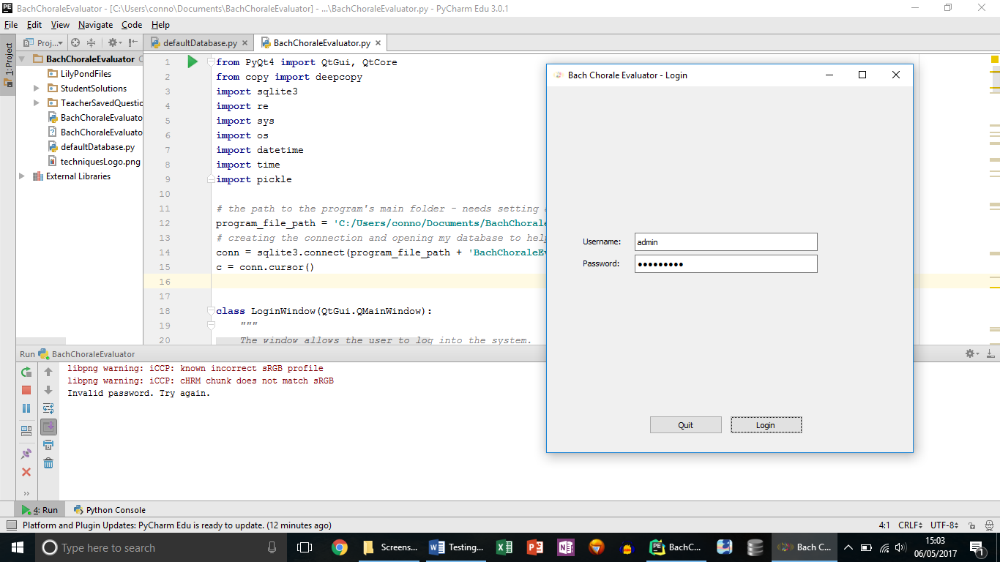 BachChoraleEvaluator - [C:\Users\conno\Documents\BachChoraleEvaluator] - ...\BachChoraleEvaluator.py - PyCharm Edu 3.0.1
File Edit View Navigate Code Help
Proj...
defaultDatabase.py
BachChoraleEvaluator.py
1: Project
BachChoraleEvaluator
LilyPondFiles
StudentSolutions
TeacherSavedQuestio
BachChoraleEvaluato
BachChoraleEvaluato
defaultDatabase.py
techniquesLogo.png
External Libraries
1 from PyQt4 import QtGui, QtCore
2 from copy import deepcopy
3 import sqlite3
4 import re
5 import sys
6 import os
7 import datetime
8 import time
9 import pickle
10
11 # the path to the program's main folder - needs setting
12 program_file_path = 'C:/Users/conno/Documents/BachChorale
13 # creating the connection and opening my database to help
14 conn = sqlite3.connect(program_file_path + 'BachChoraleEv
15 c = conn.cursor()
16
17
18 class LoginWindow(QtGui.QMainWindow):
19 """
20 The window allows the user to log into the system.
Bach Chorale Evaluator - Login
Username: admin
Password: ●●●●●●●●●
Quit Login
Run BachChoraleEvaluator
libpng warning: iCCP: known incorrect sRGB profile
libpng warning: iCCP: cHRM chunk does not match sRGB
Invalid password. Try again.
4: Run Python Console
Platform and Plugin Updates: PyCharm Edu is ready to update. (12 minutes ago)
4:1 CRLF UTF-8
Type here to search
Screens...
Testing...
BachC...
Bach C...
15:03
06/05/2017
1